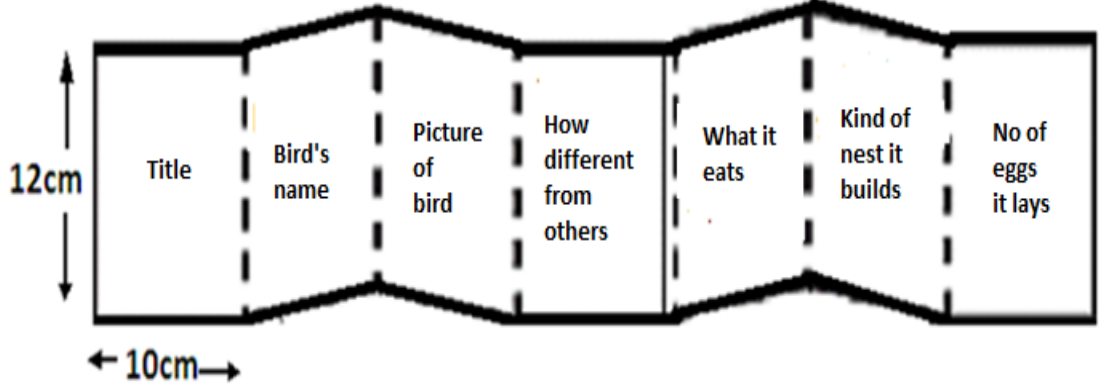 12cm
Title
Bird's
name
Picture
of
bird
How
different
from
others
What it
eats
Kind of
nest it
builds
No of
eggs
it lays
10cm